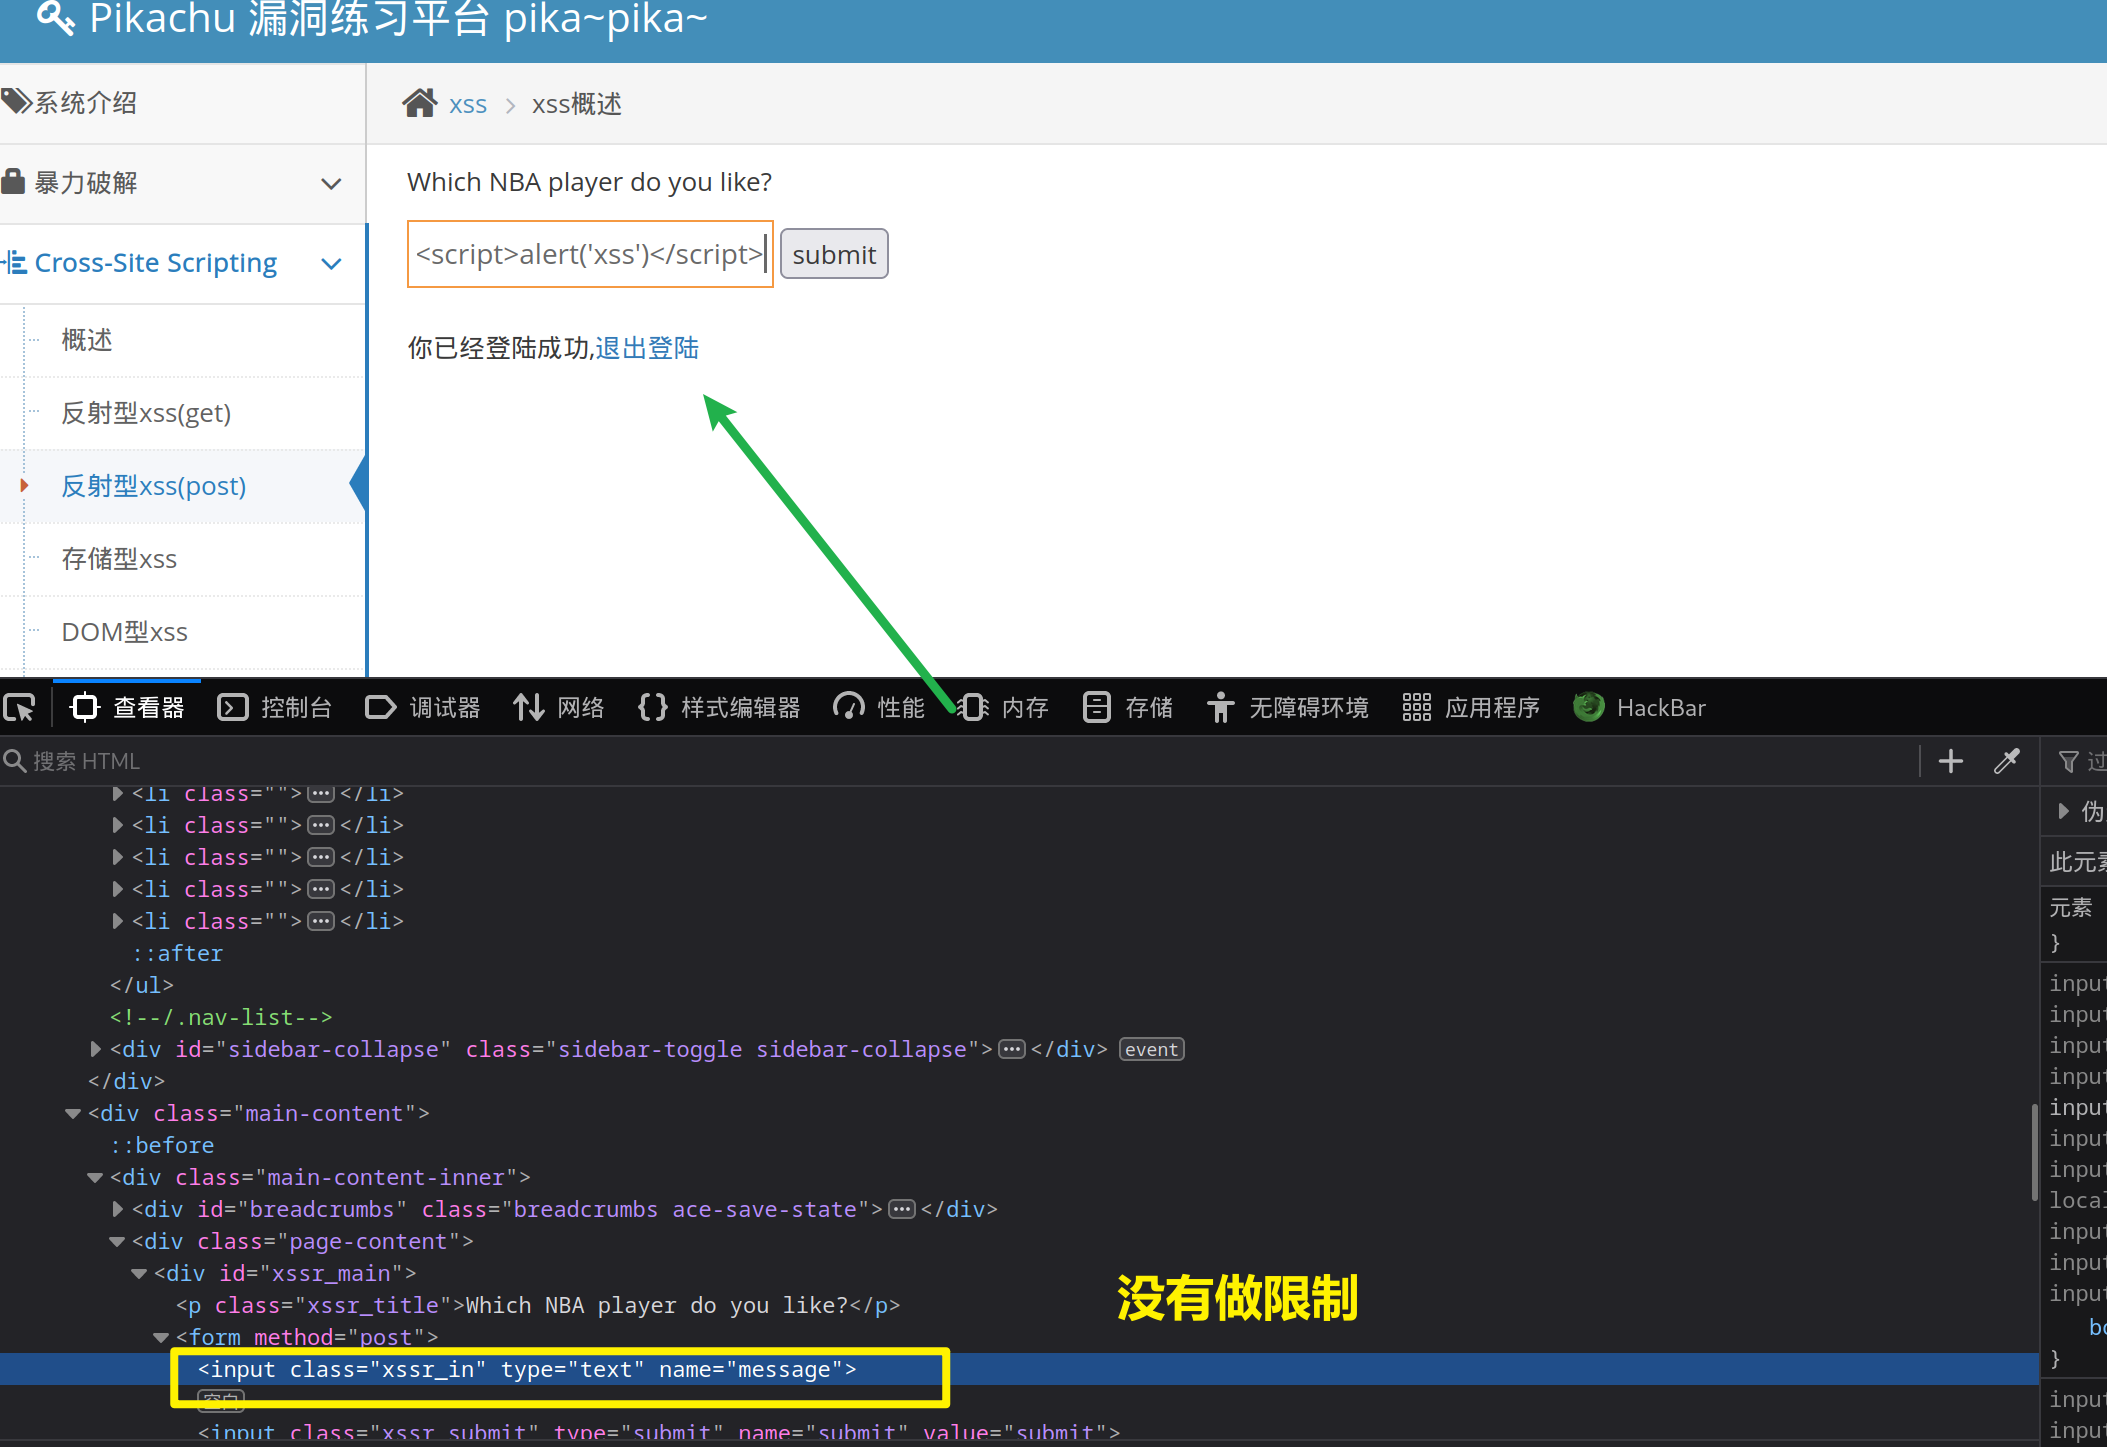 Pikachu 漏洞练习平台 pika~pika~
系统介绍
xss > xss概述
暴力破解
Which NBA player do you like?
<script>alert('xss')</script> submit
Cross-Site Scripting
概述
你已经登陆成功,退出登陆
反射型xss(get)
反射型xss(post)
存储型xss
DOM型xss
查看器 控制台 调试器 网络 {} 样式编辑器 性能 内存 存储 无障碍环境 应用程序 HackBar
搜索 HTML
<li class="">⋯</li>
<li class="">⋯</li>
<li class="">⋯</li>
<li class="">⋯</li>
<li class="">⋯</li>
::after
</ul>
<!--/.nav-list-->
<div id="sidebar-collapse" class="sidebar-toggle sidebar-collapse">⋯</div> event
</div>
<div class="main-content">
::before
<div class="main-content-inner">
<div id="breadcrumbs" class="breadcrumbs ace-save-state">⋯</div>
<div class="page-content">
<div id="xssr_main">
<p class="xssr_title">Which NBA player do you like?</p>
没有做限制
<form method="post">
<input class="xssr_in" type="text" name="message">
空白
<input class="xssr_submit" type="submit" name="submit" value="submit">
过
伪
此元素
元素
}
input
input
input
input
input
input
input
local
input
input
input
bo
}
input
input